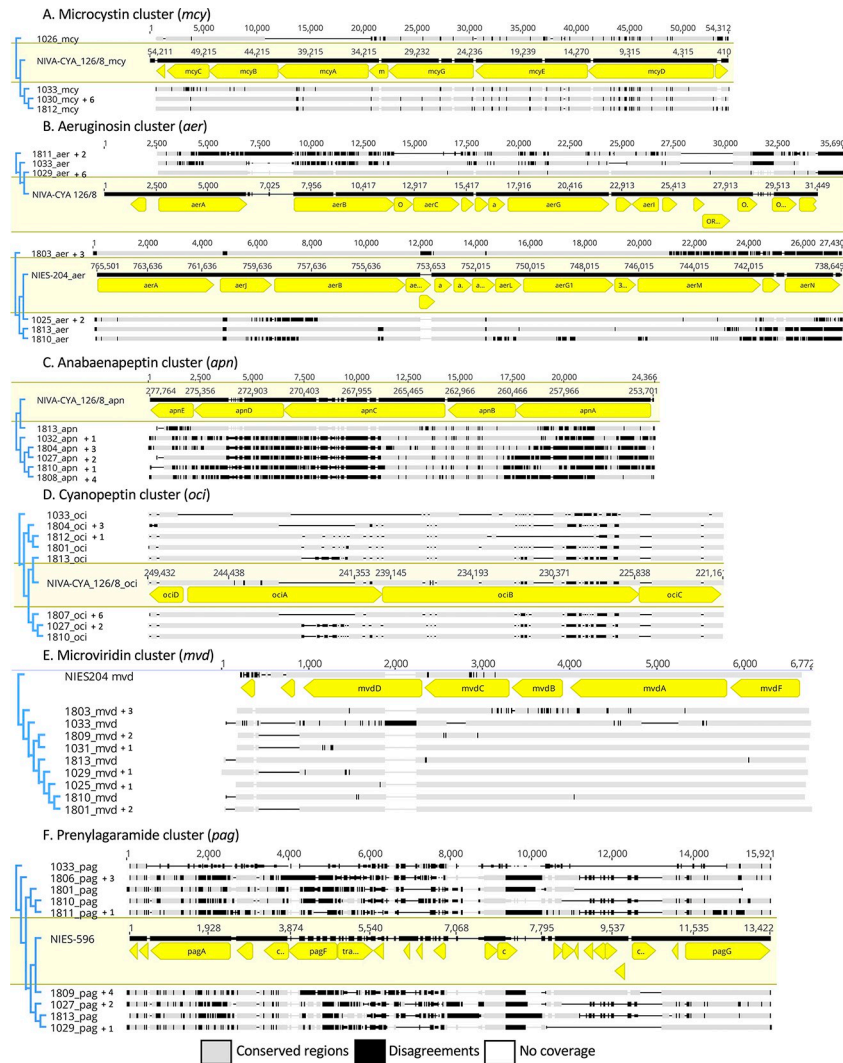 A. Microcystin cluster (mcy)
1 5,000 10,000 15,000 20,000 25,000 30,000 35,000 40,000 45,000 50,000 54,312
1026_mcy
54,211 49,215 44,215 39,215 34,215 29,232 24,236 19,239 14,270 9,315 4,315 410
NIVA-CYA_126/8_mcy
mcyC mcyB mcyA m mcyG mcyE mcyD
1033_mcy
1030_mcy + 6
1812_mcy
B. Aeruginosin cluster (aer)
1 2,500 5,000 7,500 10,000 12,500 15,000 17,500 20,000 22,500 25,000 27,500 30,000 35,690
1811_aer + 2
1033_aer
1029_aer + 6
NIVA-CYA 126/8
1 2,500 5,000 7,025 7,956 10,417 12,917 15,417 17,916 20,416 22,913 25,413 27,913 29,513 31,449
aerA aerB O aerC a aerG aerI O. O...
OR...
1 2,000 4,000 6,000 8,000 10,000 12,000 14,000 16,000 18,000 20,000 22,000 24,000 26,000 27,430
1803_aer + 3
765,501 763,636 761,636 759,636 757,636 755,636 753,653 752,015 750,015 748,015 746,015 744,015 742,015 738,645
NIES-204_aer
aerA aerJ aerB ae... a a. a... aerL aerG1 3... aerM aerN
1025_aer + 2
1813_aer
1810_aer
C. Anabaenapeptin cluster (apn)
1 2,500 5,000 7,500 10,000 12,500 15,000 17,500 20,000 24,366
277,764 275,356 272,903 270,403 267,955 265,465 262,966 260,466 257,966 253,701
NIVA-CYA_126/8_apn
apnE apnD apnC apnB apnA
1813_apn
1032_apn + 1
1804_apn + 3
1027_apn + 2
1810_apn + 1
1808_apn + 4
D. Cyanopeptin cluster (oci)
1033_oci
1804_oci + 3
1812_oci + 1
1801_oci
1813_oci
249,432 244,438 241,353 239,145 234,193 230,371 225,838 221,16
NIVA-CYA_126/8_oci
ociD ociA ociB ociC
1807_oci + 6
1027_oci + 2
1810_oci
E. Microviridin cluster (mvd)
1 1,000 2,000 3,000 4,000 5,000 6,000 6,772
NIES204 mvd
mvdD mvdC mvdB mvdA mvdF
1803_mvd + 3
1033_mvd
1809_mvd + 2
1031_mvd + 1
1813_mvd
1029_mvd + 1
1025_mvd + 1
1810_mvd
1801_mvd + 2
F. Prenylagaramide cluster (pag)
1 2,000 4,000 6,000 8,000 10,000 12,000 14,000 15,921
1033_pag
1806_pag + 3
1801_pag
1810_pag
1811_pag + 1
1 1,928 3,874 5,540 7,068 7,795 9,537 11,535 13,422
NIES-596
pagA c.. pagF tra... c c.. pagG
1809_pag + 4
1027_pag + 2
1813_pag
1029_pag + 1
Conserved regions Disagreements No coverage